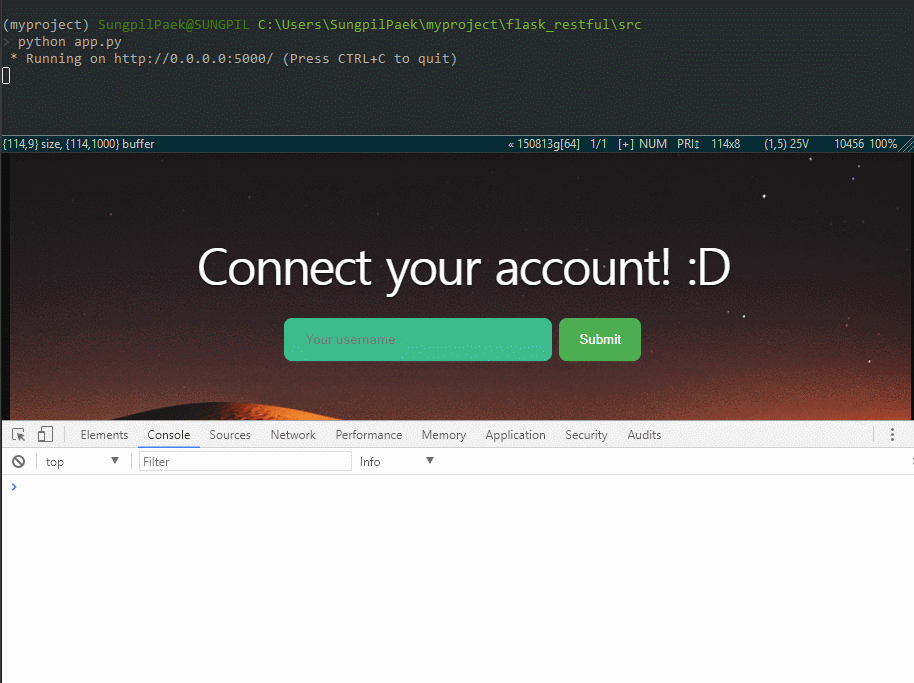 (myproject) SungpilPaek@SUNGPIL C:\Users\SungpilPaek\myproject\flask_restful\src
> python app.py
* Running on http://0.0.0.0:5000/ (Press CTRL+C to quit)
{114,9} size, {114,1000} buffer « 150813g[64] 1/1 [+] NUM PRI↕ 114x8 (1,5) 25V 10456 100%
Connect your account! :D
Your username Submit
Elements Console Sources Network Performance Memory Application Security Audits
top Filter Info
>